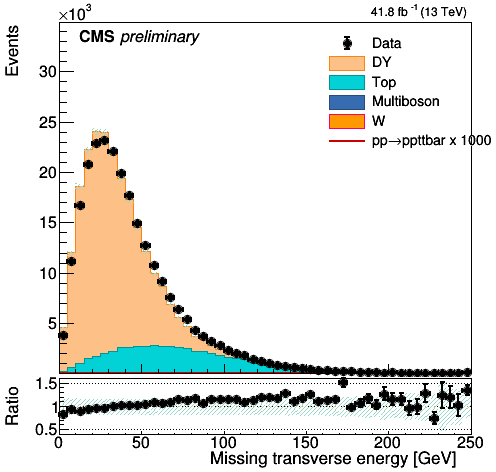 ×10³
41.8 fb⁻¹ (13 TeV)
CMS preliminary
Events
30
25
20
15
10
5
Data
DY
Top
Multiboson
W
pp→ppttbar x 1000
Ratio
1.5
1
0.5
0
50
100
150
200
250
Missing transverse energy [GeV]